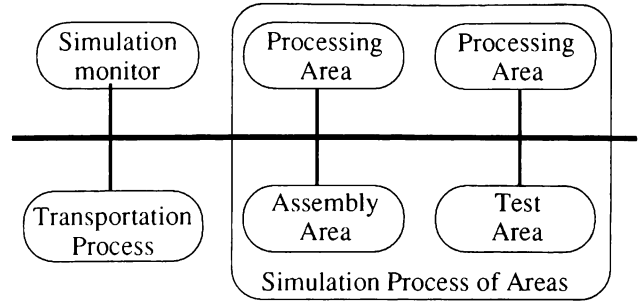 Simulation
monitor
Processing
Area
Processing
Area
Transportation
Process
Assembly
Area
Test
Area
Simulation Process of Areas